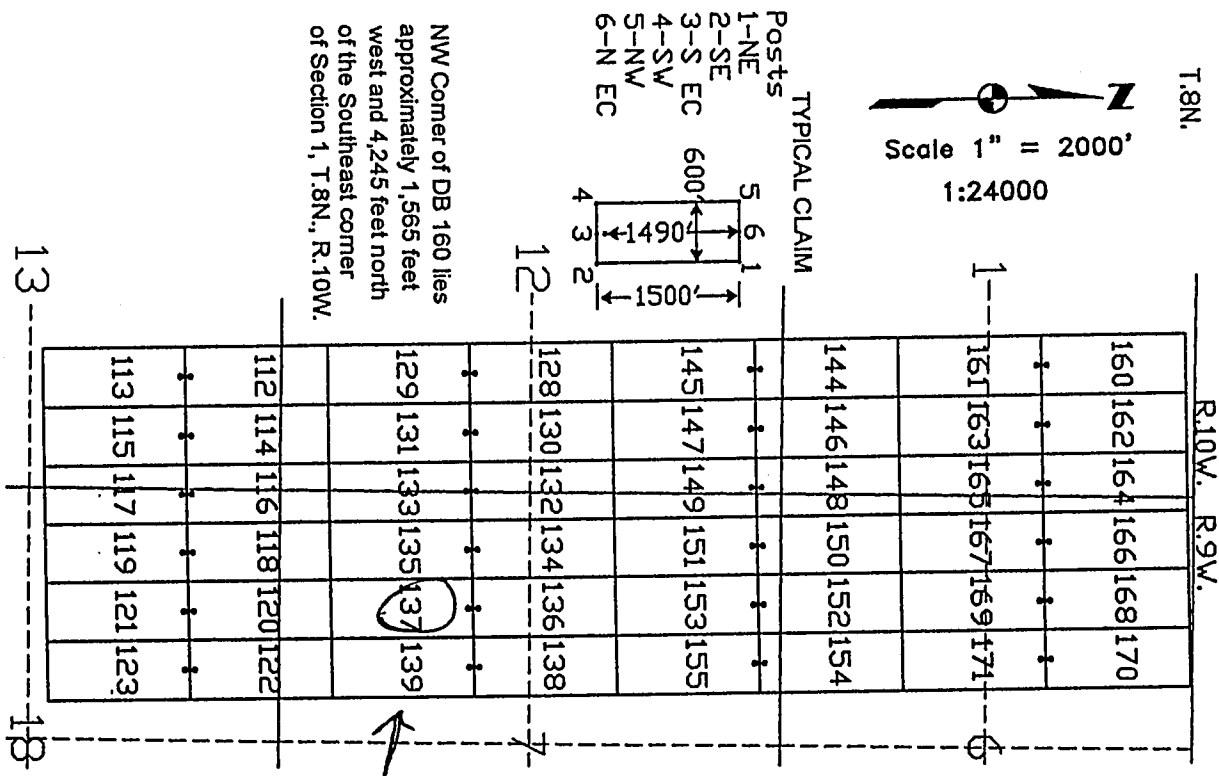 T.8N.
R.10W. R.9W.
Z
Scale 1" = 2000'
1:24000
160 162 164 166 168 170
1 161 163 165 167 169 171 6
144 146 148 150 152 154
145 147 149 151 153 155
128 130 132 134 136 138
12 7
129 131 133 135 137 139
112 114 116 118 120 122
113 115 117 119 121 123
13 18
TYPICAL CLAIM
5 6 1
600'
1490'
1500'
4 3 2
Posts
1-NE
2-SE
3-S EC
4-SW
5-NW
6-N EC
NW Corner of DB 160 lies
approximately 1,565 feet
west and 4,245 feet north
of the Southeast corner
of Section 1, T.8N., R.10W.